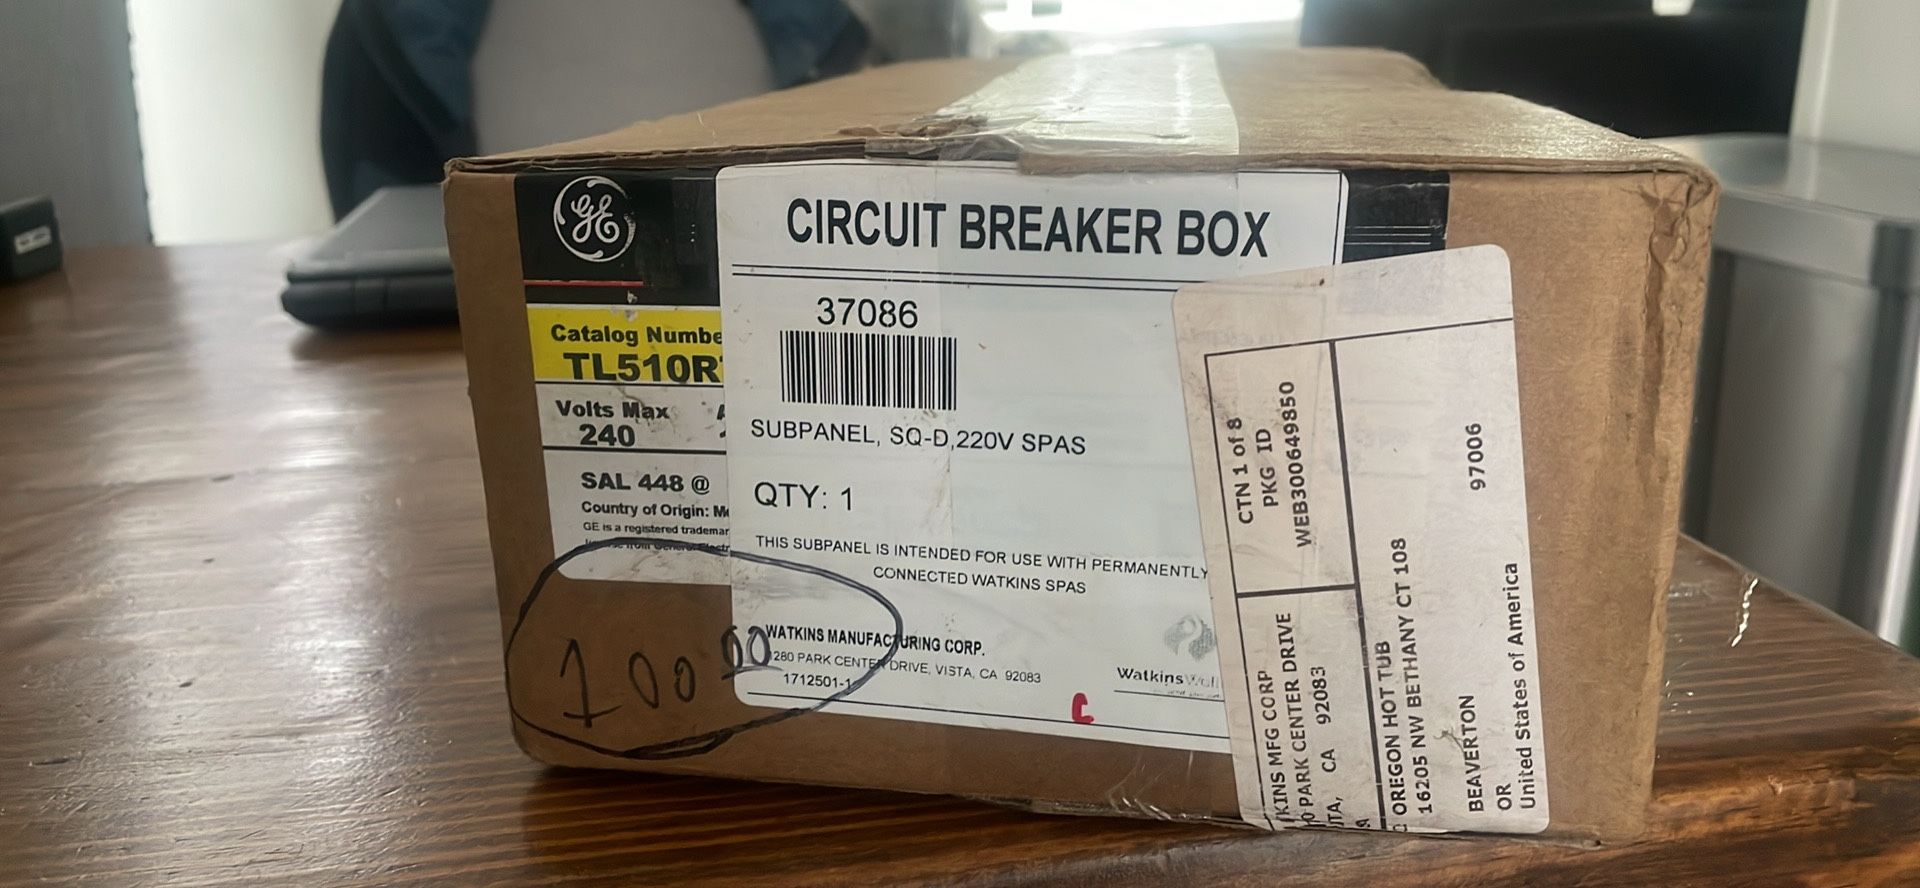 GE
Catalog Numbe
TL510R
Volts Max
240
SAL 448 @
Country of Origin: M
GE is a registered trademar
CIRCUIT BREAKER BOX
37086
SUBPANEL, SQ-D,220V SPAS
QTY: 1
THIS SUBPANEL IS INTENDED FOR USE WITH PERMANENTLY
CONNECTED WATKINS SPAS
WATKINS MANUFACTURING CORP.
1280 PARK CENTER DRIVE, VISTA, CA 92083
1712501-1
Watkins
100 00
CTN 1 of 8
PKG ID
WEB300649850
KINS MFG CORP
0 PARK CENTER DRIVE
TA, CA 92083
OREGON HOT TUB
16205 NW BETHANY CT 108
BEAVERTON 97006
OR
United States of America